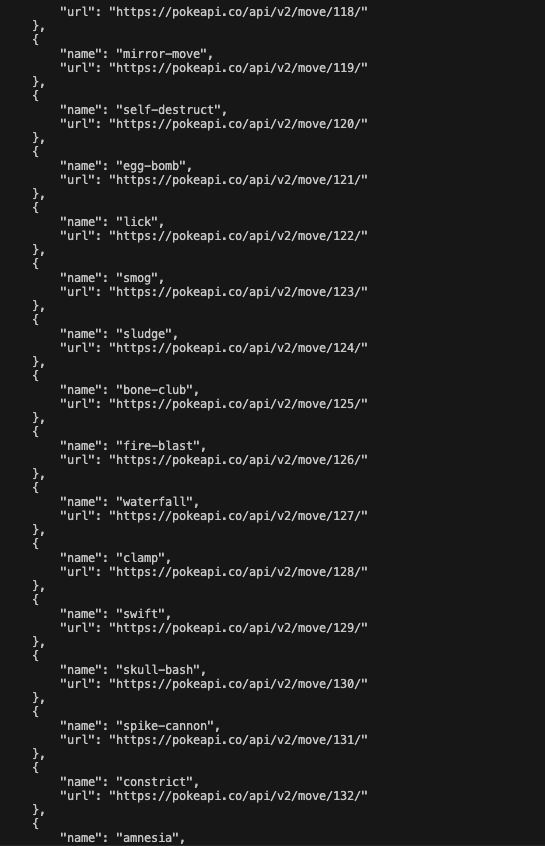 "url": "https://pokeapi.co/api/v2/move/118/"
},
{
"name": "mirror-move",
"url": "https://pokeapi.co/api/v2/move/119/"
},
{
"name": "self-destruct",
"url": "https://pokeapi.co/api/v2/move/120/"
},
{
"name": "egg-bomb",
"url": "https://pokeapi.co/api/v2/move/121/"
},
{
"name": "lick",
"url": "https://pokeapi.co/api/v2/move/122/"
},
{
"name": "smog",
"url": "https://pokeapi.co/api/v2/move/123/"
},
{
"name": "sludge",
"url": "https://pokeapi.co/api/v2/move/124/"
},
{
"name": "bone-club",
"url": "https://pokeapi.co/api/v2/move/125/"
},
{
"name": "fire-blast",
"url": "https://pokeapi.co/api/v2/move/126/"
},
{
"name": "waterfall",
"url": "https://pokeapi.co/api/v2/move/127/"
},
{
"name": "clamp",
"url": "https://pokeapi.co/api/v2/move/128/"
},
{
"name": "swift",
"url": "https://pokeapi.co/api/v2/move/129/"
},
{
"name": "skull-bash",
"url": "https://pokeapi.co/api/v2/move/130/"
},
{
"name": "spike-cannon",
"url": "https://pokeapi.co/api/v2/move/131/"
},
{
"name": "constrict",
"url": "https://pokeapi.co/api/v2/move/132/"
},
{
"name": "amnesia",